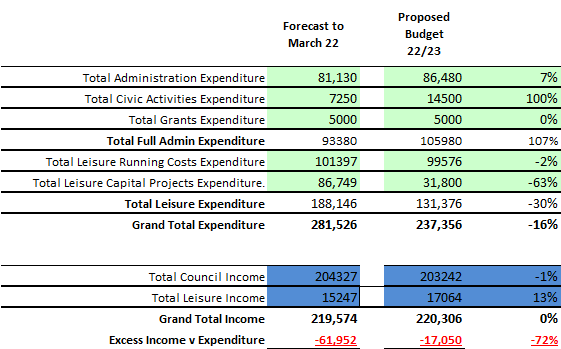 Forecast to March 22 Proposed Budget 22/23
Total Administration Expenditure 81,130 86,480 7%
Total Civic Activities Expenditure 7250 14500 100%
Total Grants Expenditure 5000 5000 0%
Total Full Admin Expenditure 93380 105980 107%
Total Leisure Running Costs Expenditure 101397 99576 -2%
Total Leisure Capital Projects Expenditure. 86,749 31,800 -63%
Total Leisure Expenditure 188,146 131,376 -30%
Grand Total Expenditure 281,526 237,356 -16%
Total Council Income 204327 203242 -1%
Total Leisure Income 15247 17064 13%
Grand Total Income 219,574 220,306 0%
Excess Income v Expenditure -61,952 -17,050 -72%